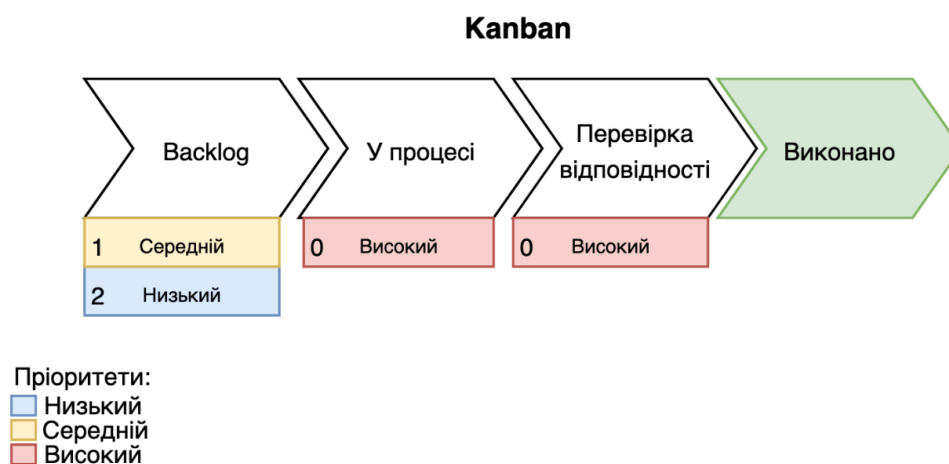 Kanban
Backlog
У процесі
Перевірка
відповідності
Виконано
1 Середній
0 Високий
0 Високий
2 Низький
Пріоритети:
Низький
Середній
Високий